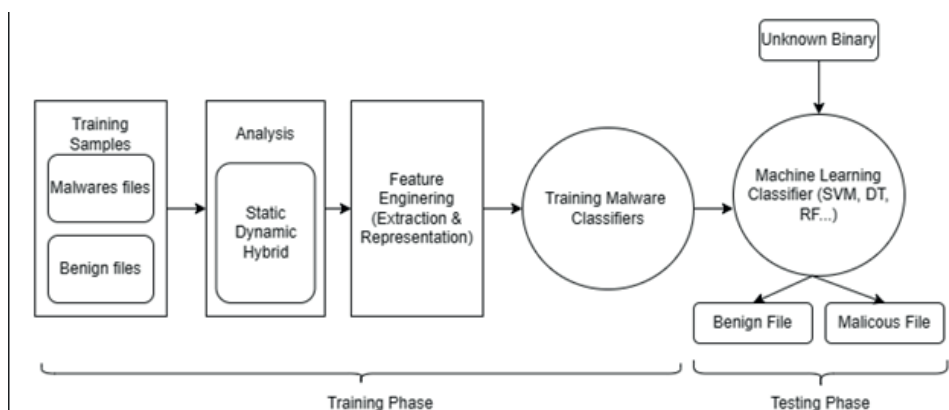 Unknown Binary
Training
Samples
Malwares files
Benign files
Analysis
Static
Dynamic
Hybrid
Feature
Enginering
(Extraction &
Representation)
Training Malware
Classifiers
Machine Learning
Classifier (SVM, DT,
RF...)
Benign File
Malicous File
Training Phase
Testing Phase